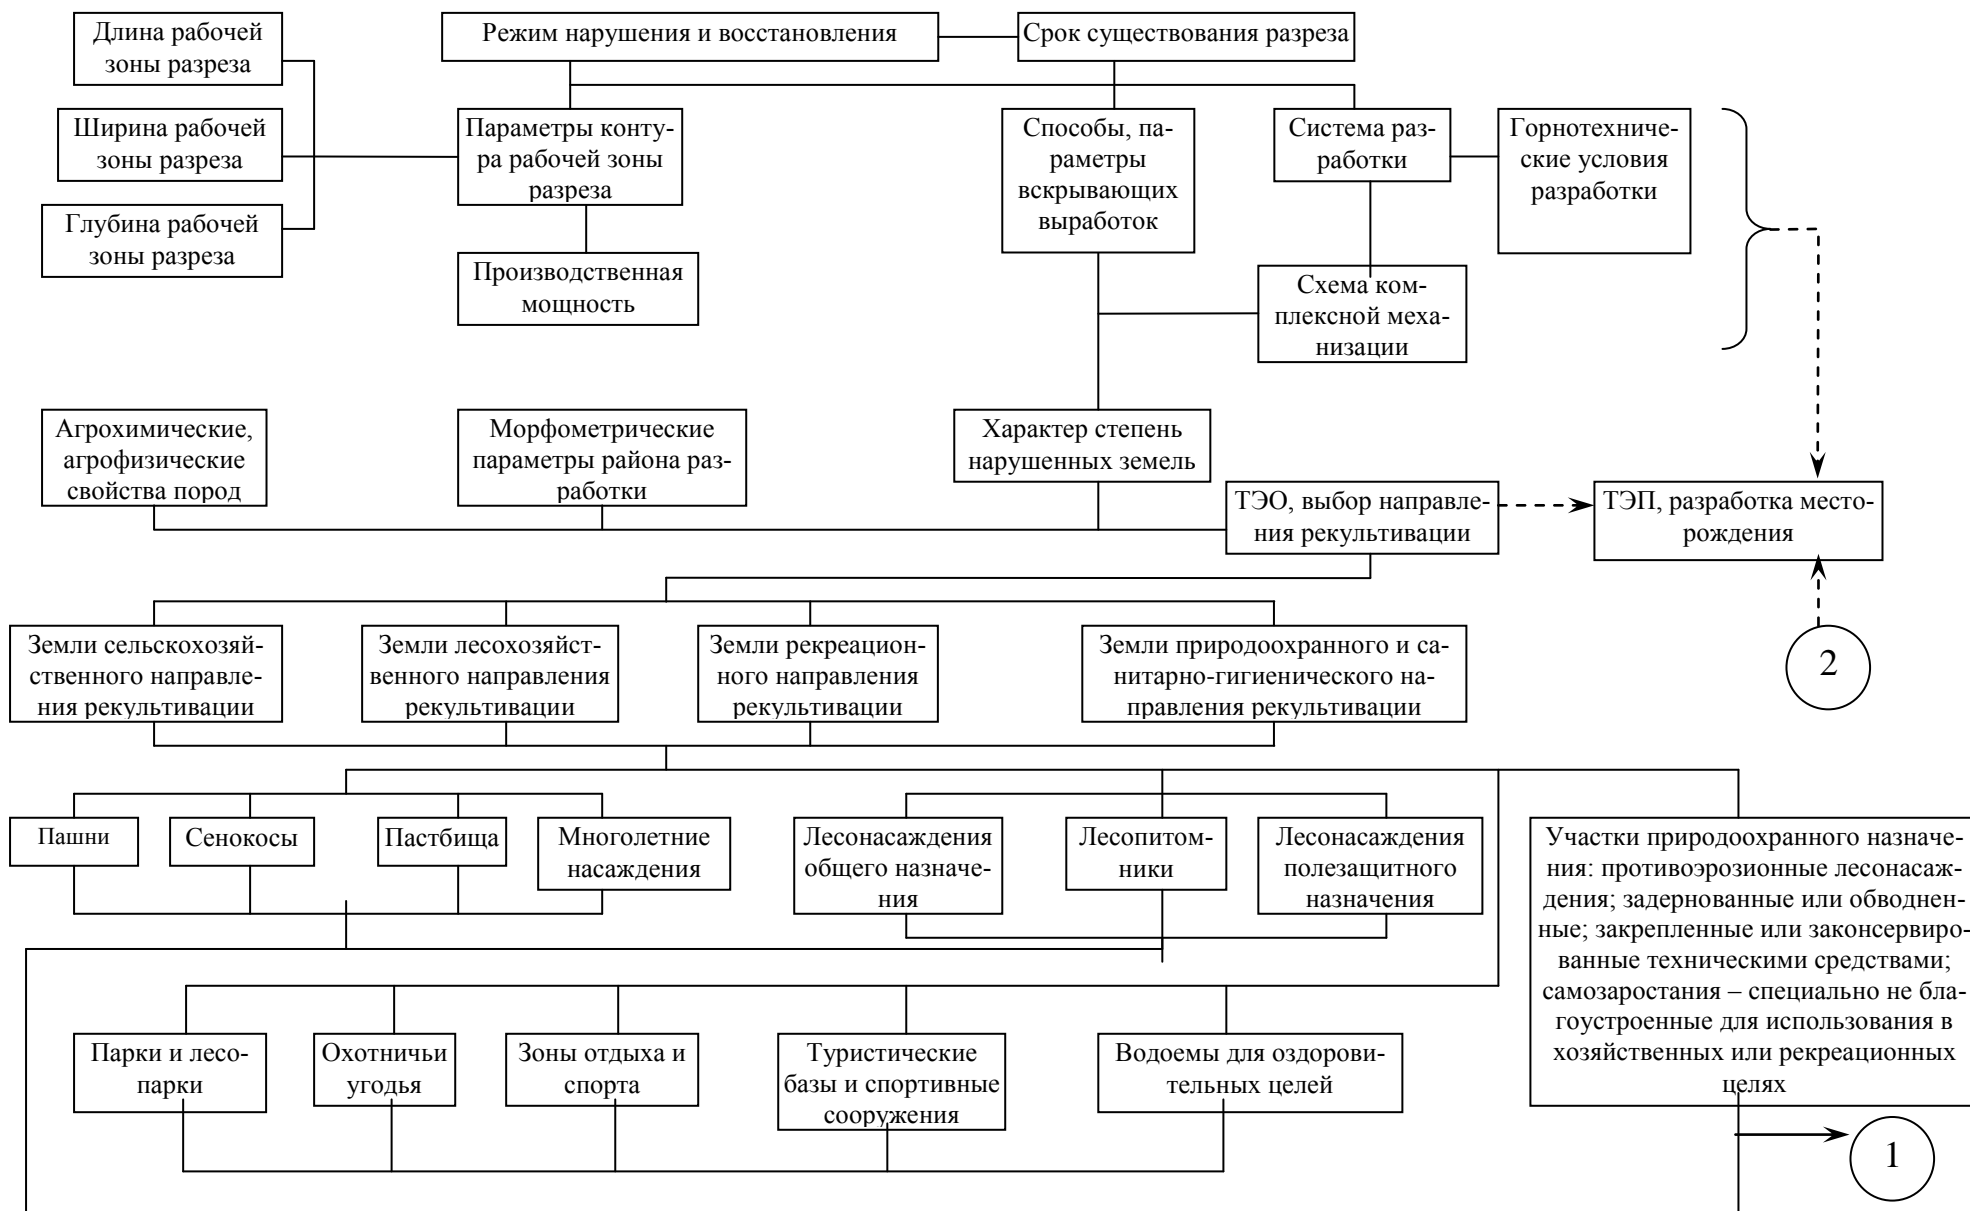 Длина рабочей
зоны разреза
Режим нарушения и восстановления
Срок существования разреза
Ширина рабочей
зоны разреза
Параметры конту-
ра рабочей зоны
разреза
Способы, па-
раметры
вскрывающих
выработок
Система раз-
работки
Горнотехниче-
ские условия
разработки
Глубина рабочей
зоны разреза
Производственная
мощность
Схема ком-
плексной меха-
низации
Агрохимические,
агрофизические
свойства пород
Морфометрические
параметры района раз-
работки
Характер степень
нарушенных земель
ТЭО, выбор направле-
ния рекультивации
ТЭП, разработка место-
рождения
Земли сельскохозяй-
ственного направле-
ния рекультивации
Земли лесохозяйст-
венного направления
рекультивации
Земли рекреацион-
ного направления
рекультивации
Земли природоохранного и са-
нитарно-гигиенического на-
правления рекультивации
2
Пашни
Сенокосы
Пастбища
Многолетние
насаждения
Лесонасаждения
общего назначе-
ния
Лесопитом-
ники
Лесонасаждения
полезащитного
назначения
Участки природоохранного назначе-
ния: противоэрозионные лесонасаж-
дения; задернованные или обводнен-
ные; закрепленные или законсервиро-
ванные техническими средствами;
самозаростания – специально не бла-
гоустроенные для использования в
хозяйственных или рекреационных
целях
Парки и лесо-
парки
Охотничьи
угодья
Зоны отдыха и
спорта
Туристические
базы и спортивные
сооружения
Водоемы для оздорови-
тельных целей
1